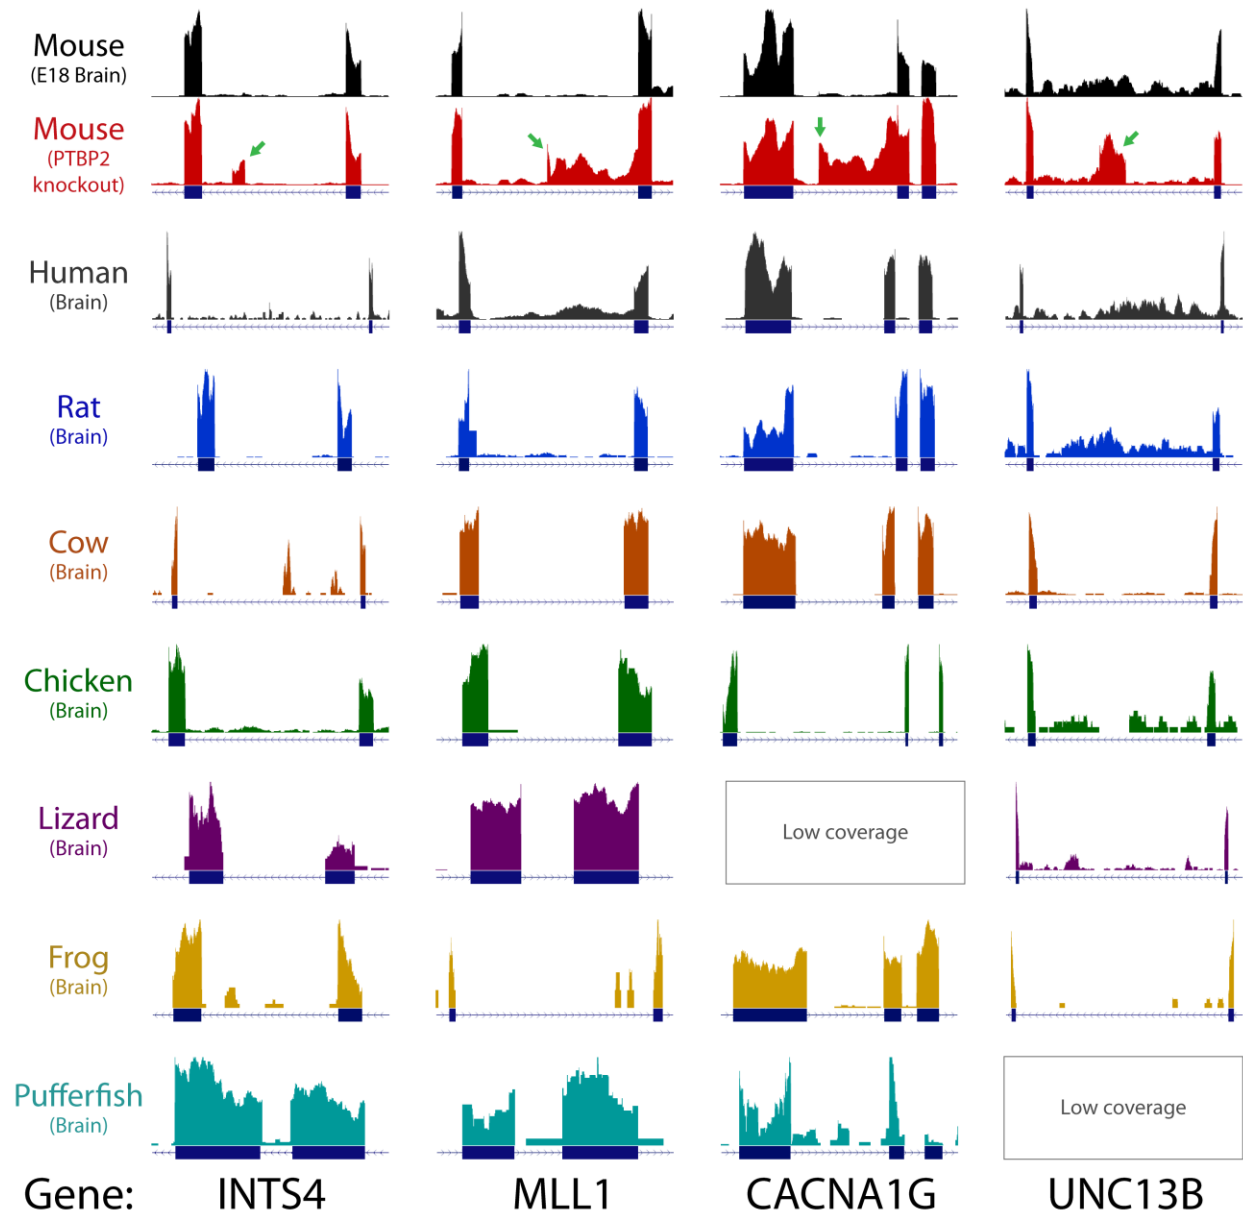 Mouse
(E18 Brain)
Mouse
(PTBP2
knockout)
Human
(Brain)
Rat
(Brain)
Cow
(Brain)
Chicken
(Brain)
Lizard
(Brain)
Low coverage
Frog
(Brain)
Pufferfish
(Brain)
Low coverage
Gene: INTS4 MLL1 CACNA1G UNC13B